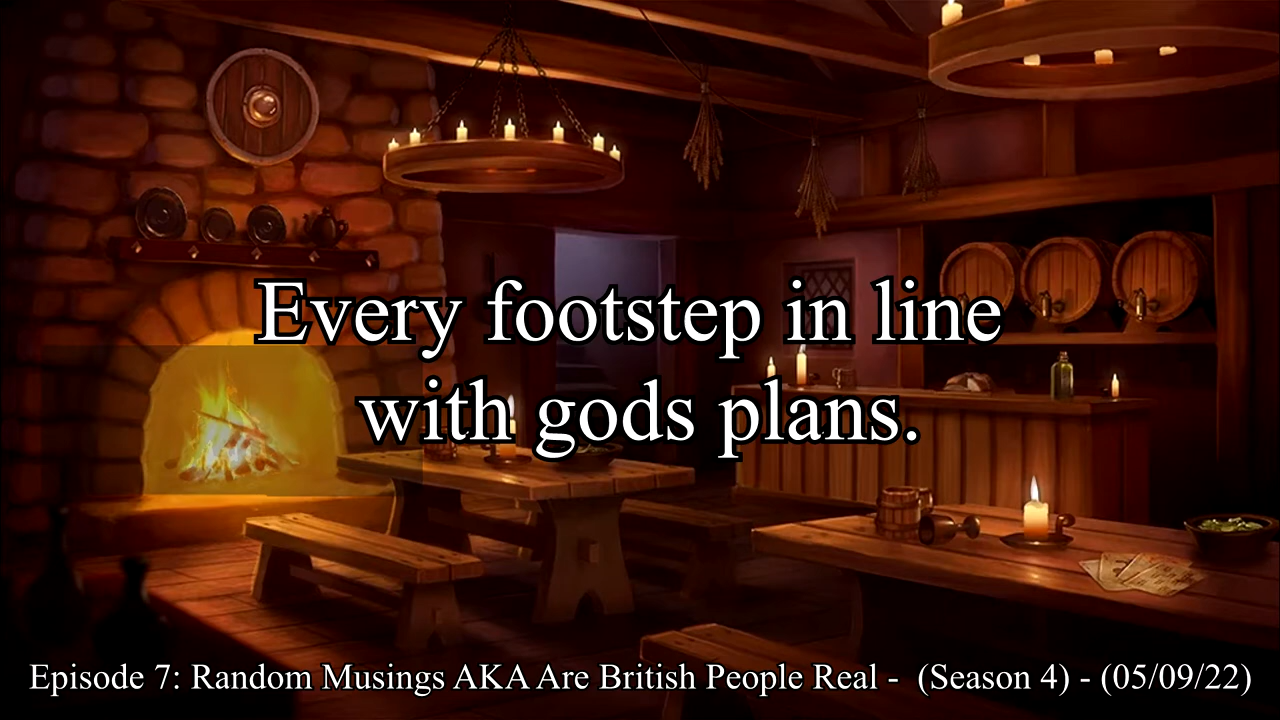 Every footstep in line
with gods plans.
Episode 7: Random Musings AKA Are British People Real -  (Season 4) - (05/09/22)